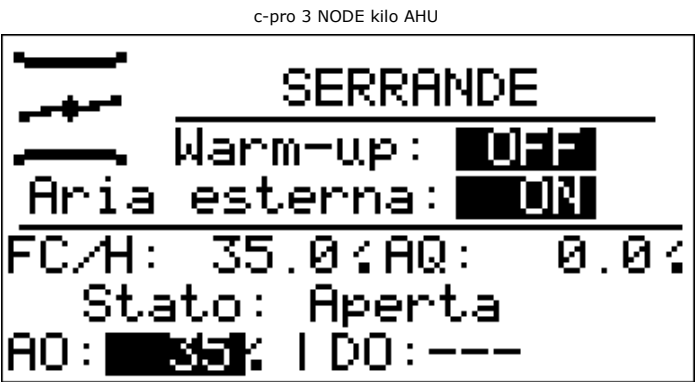 c-pro 3 NODE kilo AHU
SERRANDE
Warm-up: OFF
Aria esterna: ON
FC/H: 35.0% AQ: 0.0%
Stato: Aperta
AO: 35% | DO:---